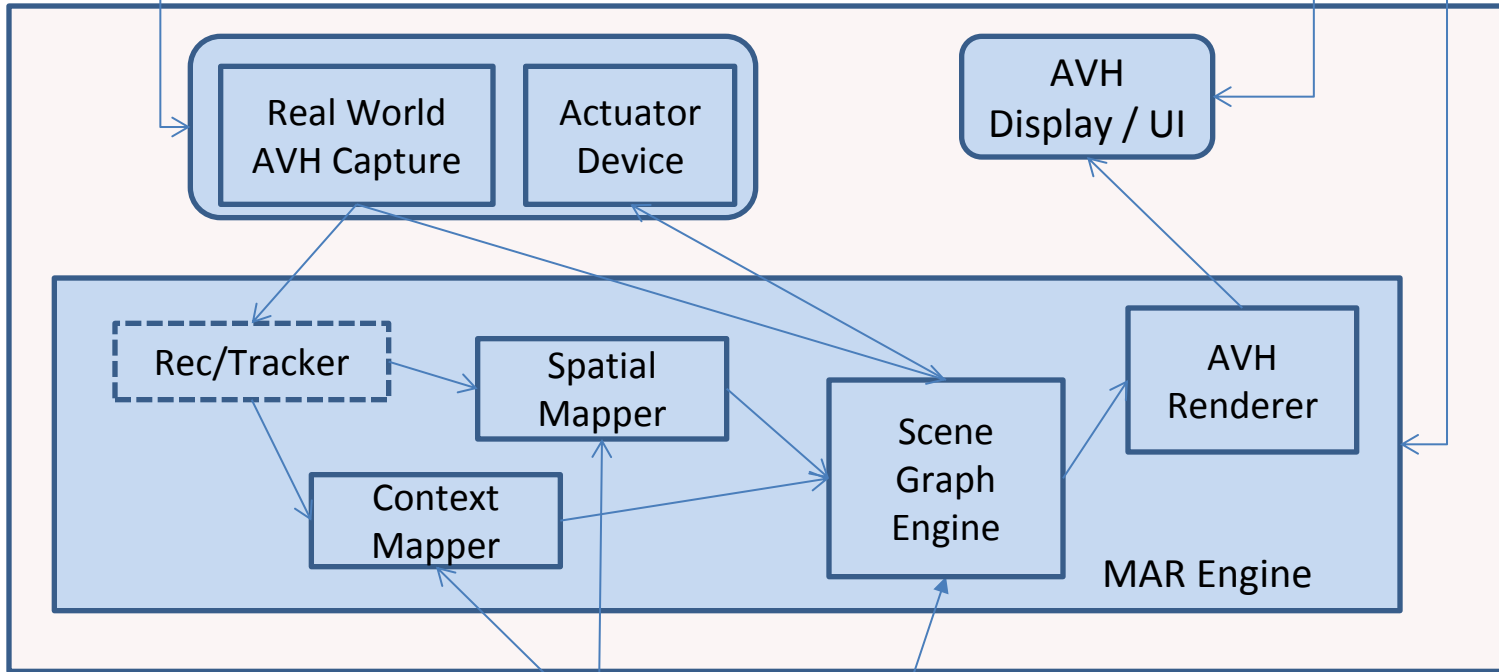 Real World
AVH Capture
Actuator
Device
AVH
Display / UI
Rec/Tracker
Spatial
Mapper
Context
Mapper
Scene
Graph
Engine
AVH
Renderer
MAR Engine